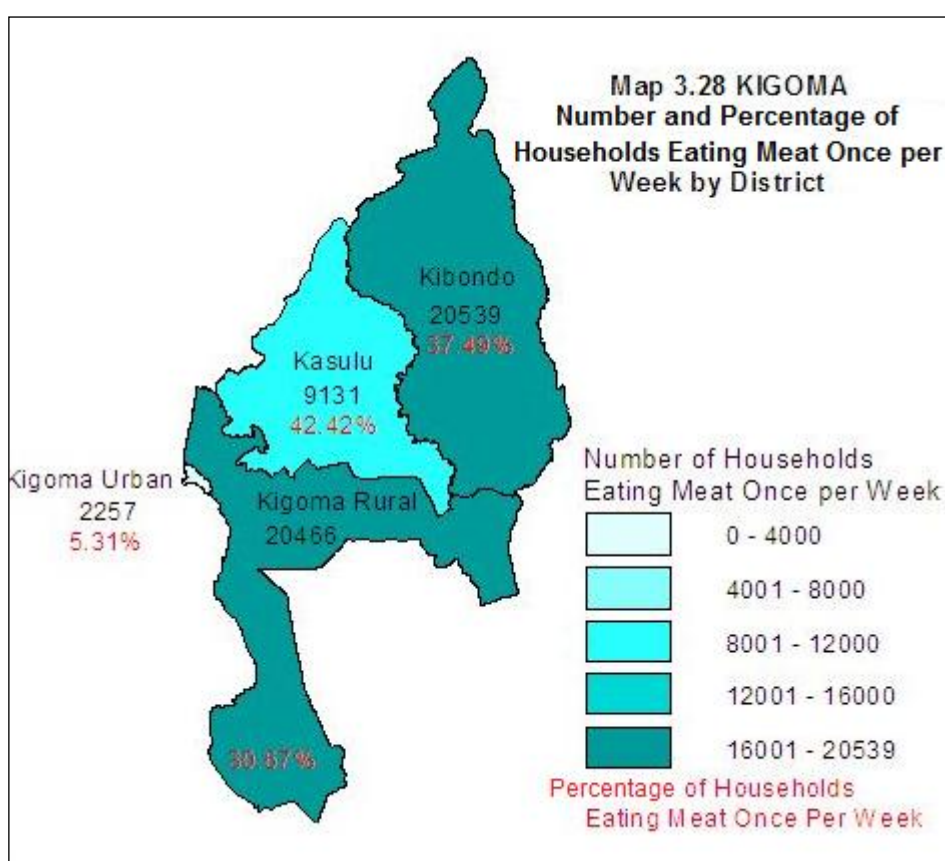 Map 3.28 KIGOMA
Number and Percentage of
Households Eating Meat Once per
Week by District
Kibondo
20539
37.49%
Kasulu
9131
42.42%
Kigoma Urban
2257
5.31%
Kigoma Rural
20466
30.67%
Number of Households
Eating Meat Once per Week
0 - 4000
4001 - 8000
8001 - 12000
12001 - 16000
16001 - 20539
Percentage of Households
Eating Meat Once Per Week